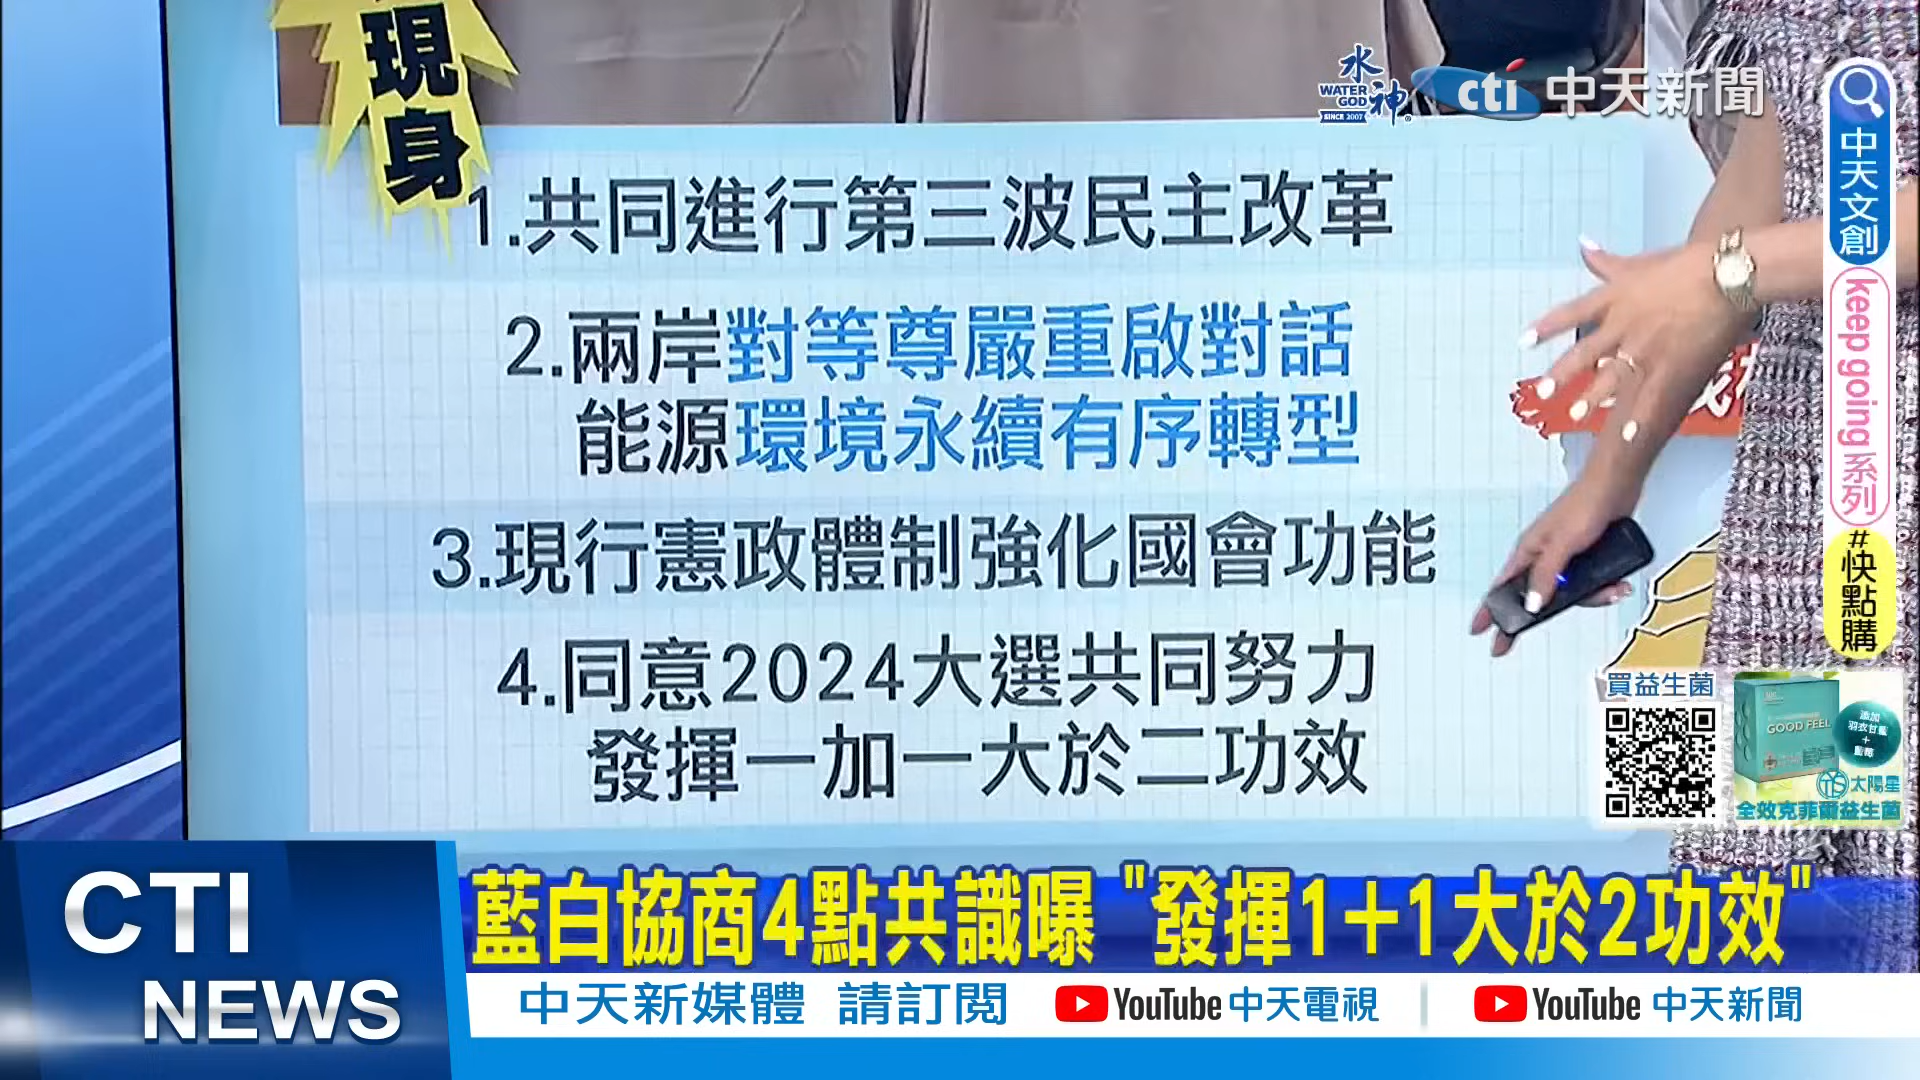 現身
水神
WATER GOD
SINCE 2007
cti 中天新聞
中天文創
keep going系列
#快點購
1.共同進行第三波民主改革
2.兩岸對等尊嚴重啟對話
能源環境永續有序轉型
3.現行憲政體制強化國會功能
4.同意2024大選共同努力
發揮一加一大於二功效
買益生菌
GOOD FEEL
添加
羽衣甘藍
+
藍莓
太陽星
全效克菲爾益生菌
CTI
NEWS
藍白協商4點共識曝 "發揮1+1大於2功效"
中天新媒體 請訂閱 YouTube 中天電視 | YouTube 中天新聞